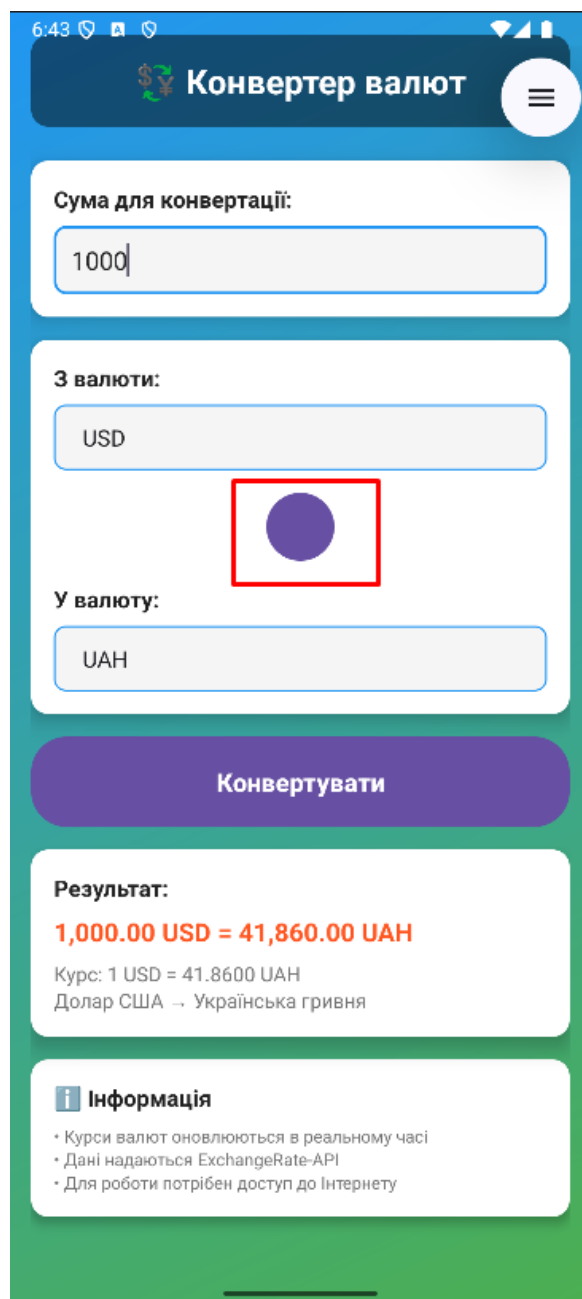 6:43
💱 Конвертер валют
Сума для конвертації:
1000
З валюти:
USD
У валюту:
UAH
Конвертувати
Результат:
1,000.00 USD = 41,860.00 UAH
Курс: 1 USD = 41.8600 UAH
Долар США → Українська гривня
ℹ️ Інформація
• Курси валют оновлюються в реальному часі
• Дані надаються ExchangeRate-API
• Для роботи потрібен доступ до Інтернету